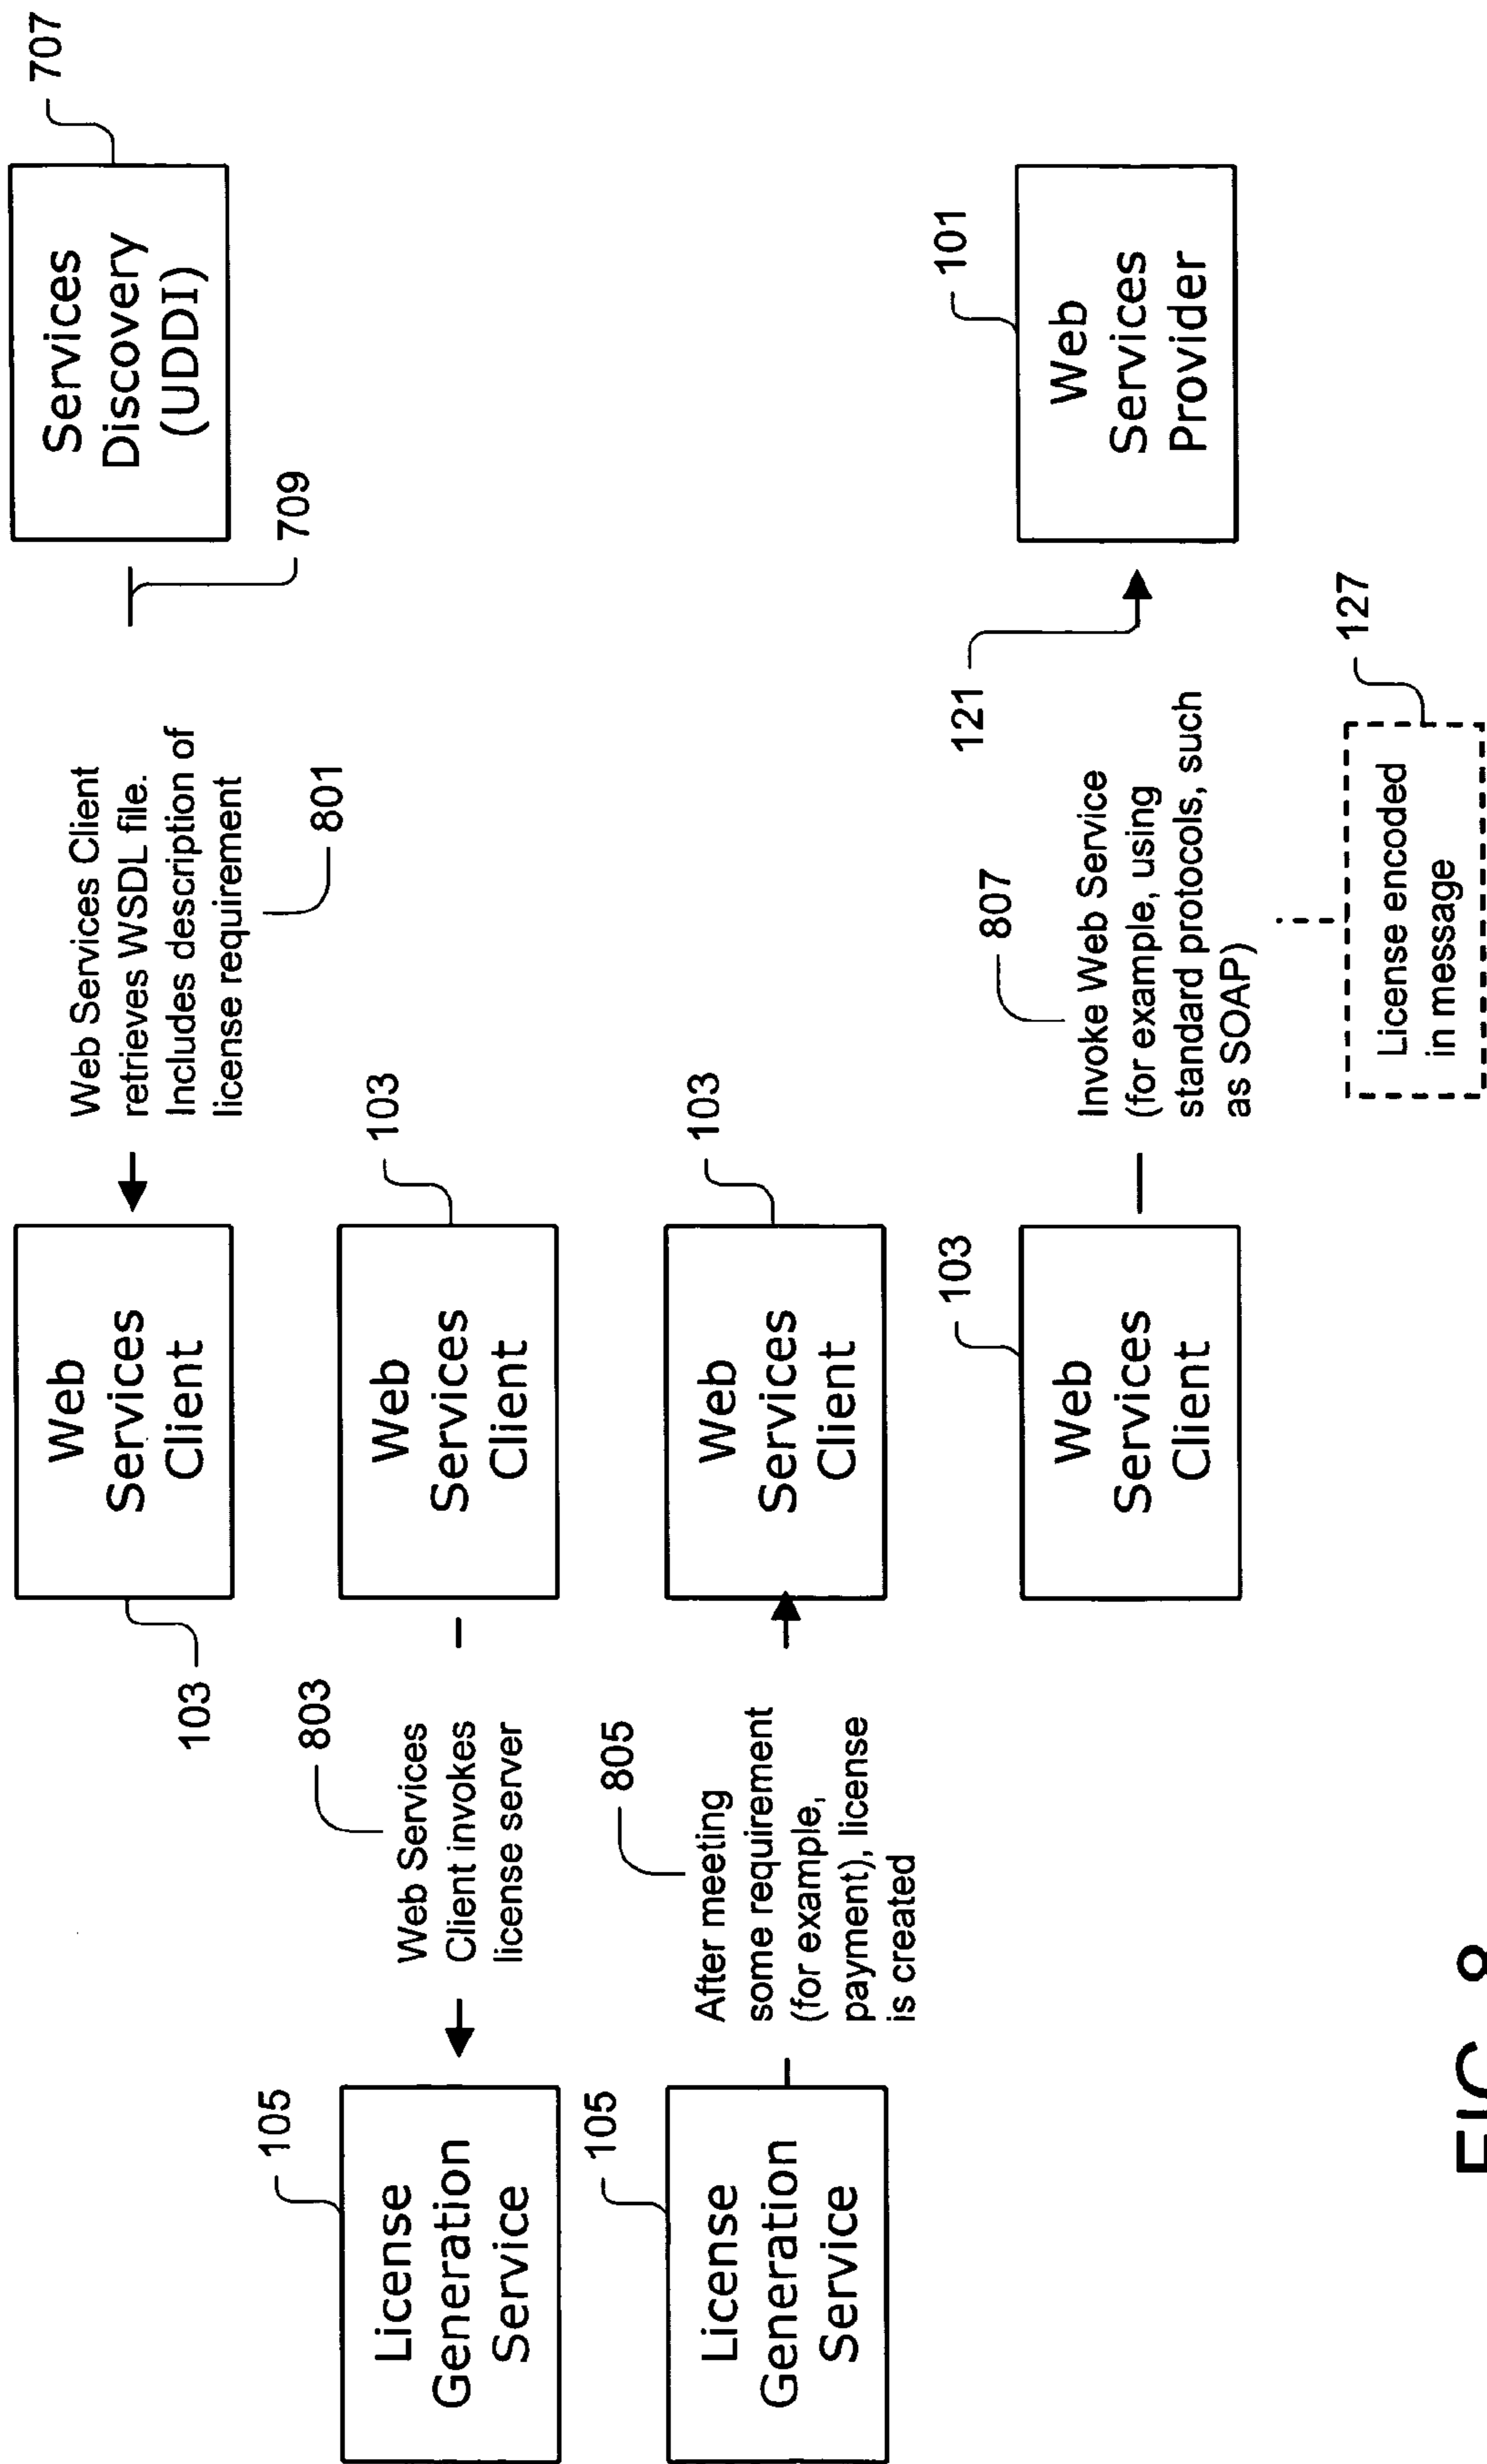 707
Services
Discovery
(UDDI)
709
Web Services Client
retrieves WSDL file.
Includes description of
license requirement
801
Web
Services
Client
103
803
Web Services
Client invokes
license server
Web
Services
Client
103
License
Generation
Service
105
805
After meeting
some requirement
(for example,
payment), license
is created
Web
Services
Client
103
License
Generation
Service
105
Web
Services
Client
103
807
Invoke Web Service
(for example, using
standard protocols, such
as SOAP)
121
Web
Services
Provider
101
License encoded
in message
127
FIG. 8